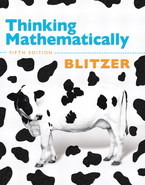 Thinking
Mathematically
FIFTH EDITION
BLITZER